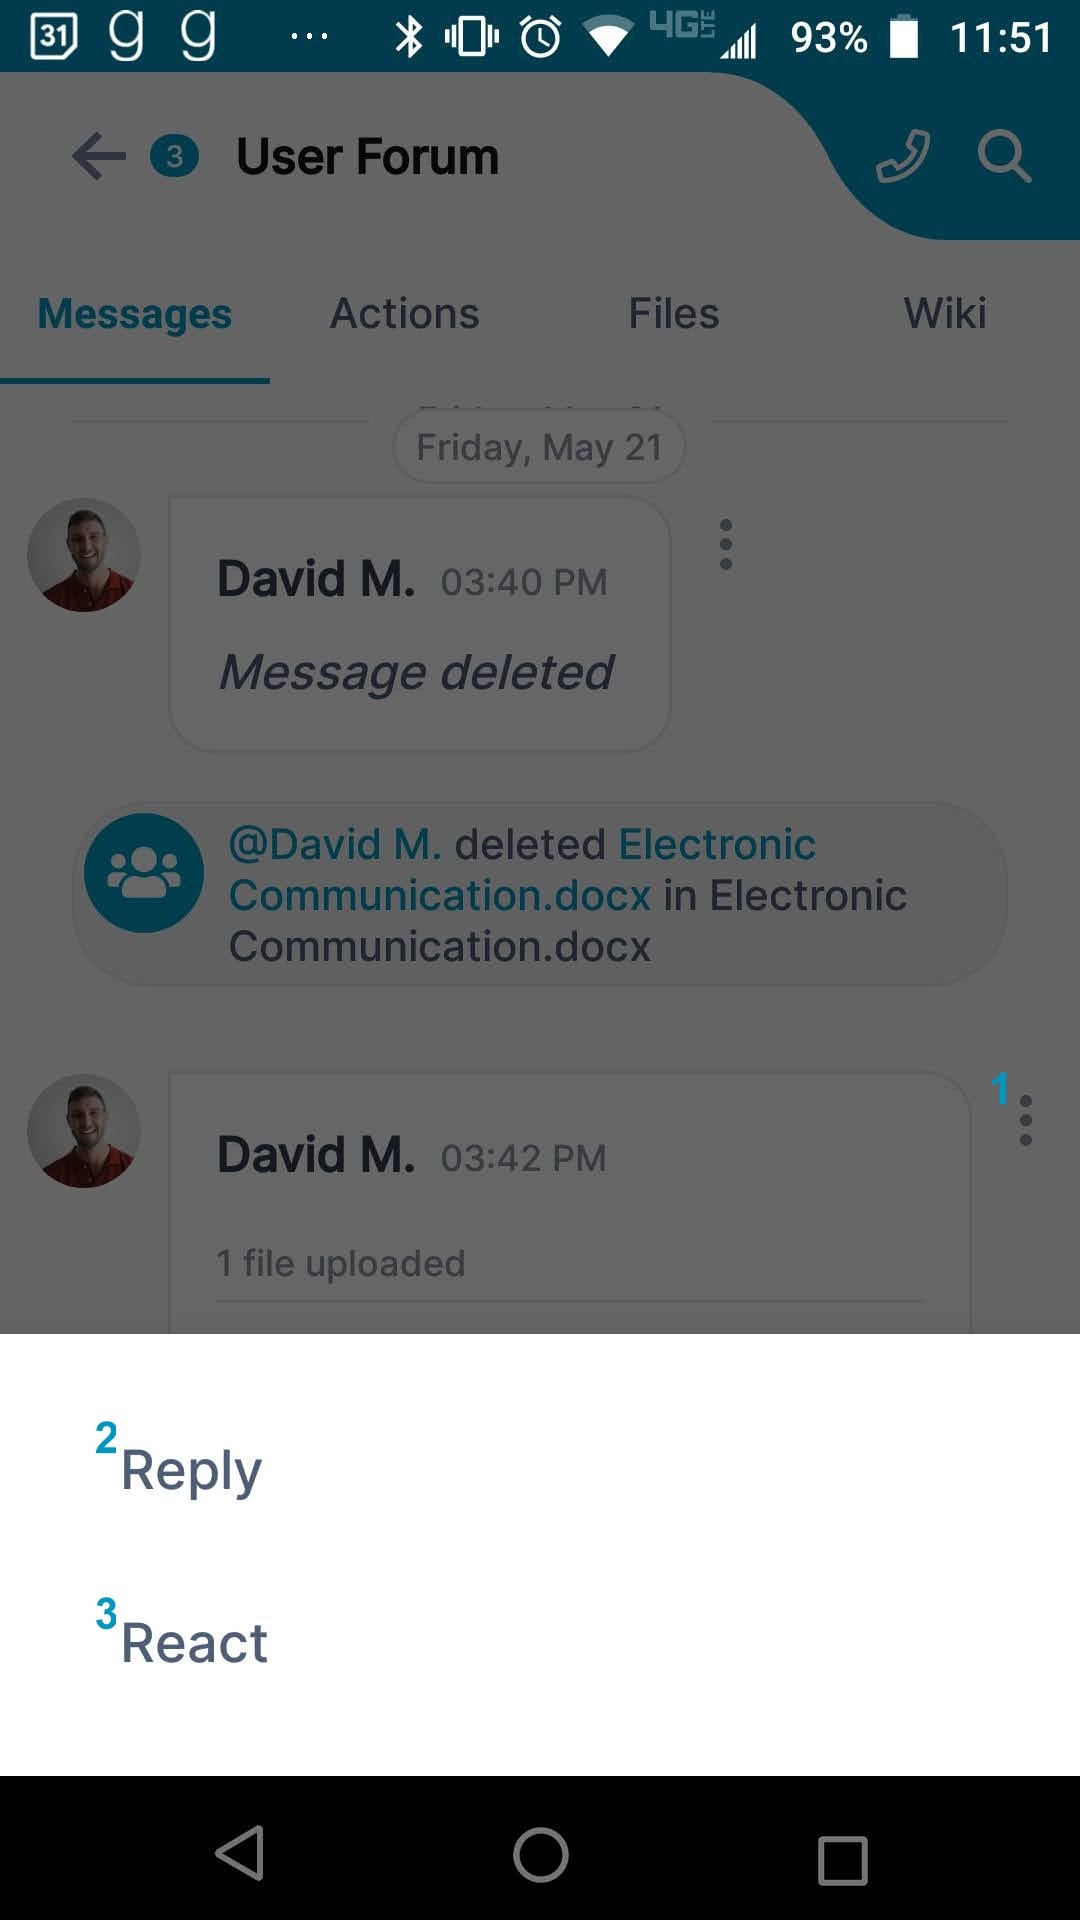 31 g g ... 4G LTE 93% 11:51
3 User Forum
Messages Actions Files Wiki
Friday, May 21
David M. 03:40 PM
Message deleted
@David M. deleted Electronic
Communication.docx in Electronic
Communication.docx
1
David M. 03:42 PM
1 file uploaded
2 Reply
3 React